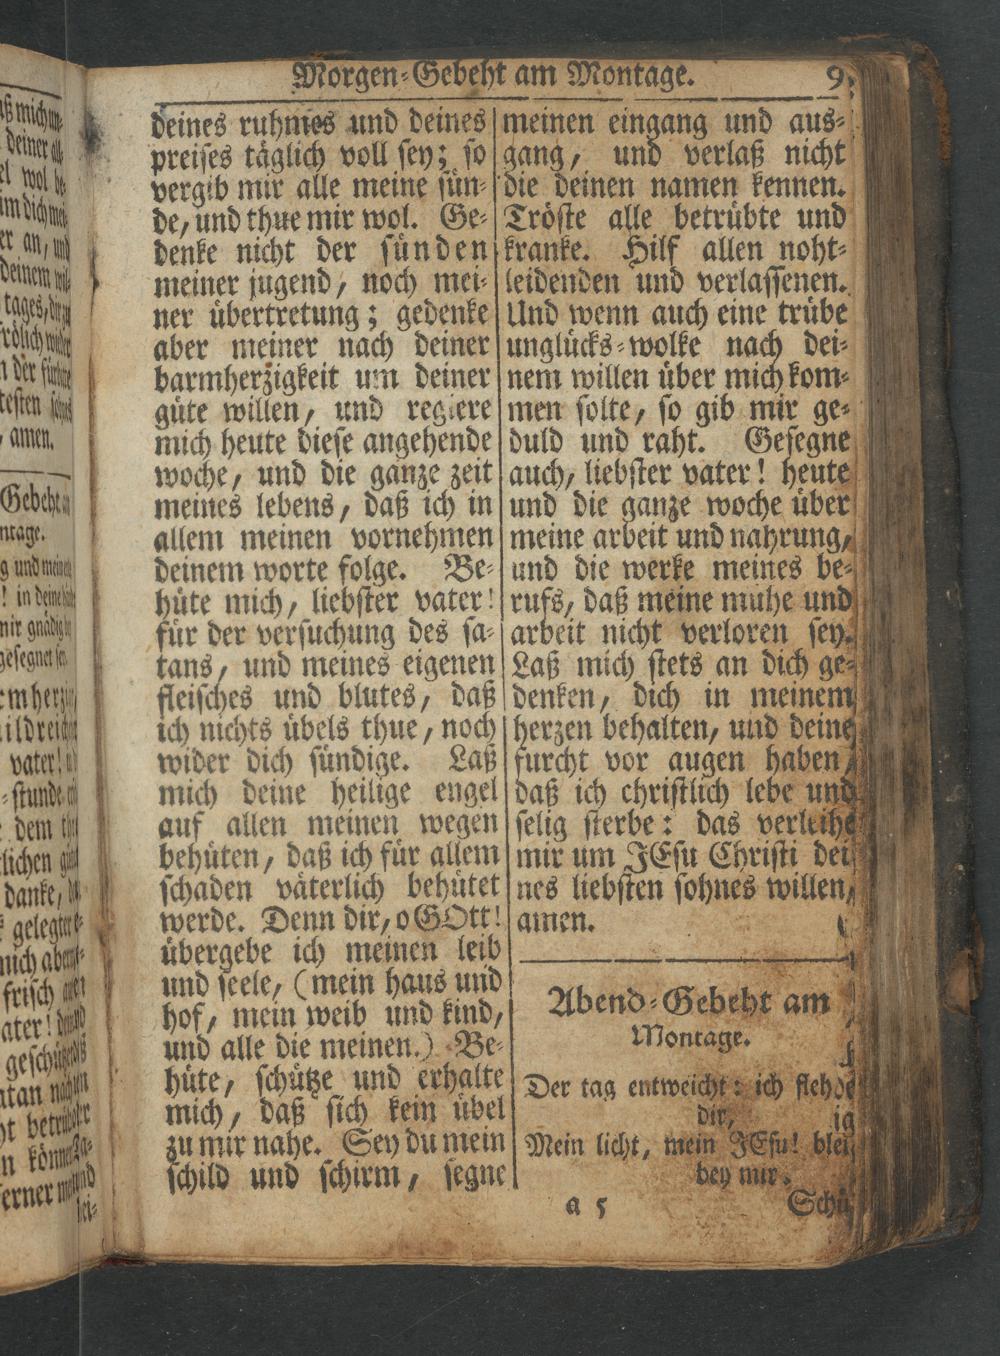 Morgen-Gebeht am Montage. 9
deines ruhmes und deines
preises täglich voll sey; so
vergib mir alle meine sün-
de, und thue mir wol. Ge-
denke nicht der sünden
meiner jugend, noch mei-
ner übertretung; gedenke
aber meiner nach deiner
barmherzigkeit um deiner
güte willen, und regiere
mich heute diese angehende
woche, und die ganze zeit
meines lebens, daß ich in
allem meinen vornehmen
deinem worte folge. Be-
hüte mich, liebster vater!
für der versuchung des sa-
tans, und meines eigenen
fleisches und blutes, daß
ich nichts übels thue, noch
wider dich sündige. Laß
mich deine heilige engel
auf allen meinen wegen
behüten, daß ich für allem
schaden väterlich behütet
werde. Denn dir, o GOtt!
übergebe ich meinen leib
und seele, (mein haus und
hof, mein weib und kind,
und alle die meinen.) Be-
hüte, schütze und erhalte
mich, daß sich kein übel
zu mir nahe. Sey du mein
schild und schirm, segne
meinen eingang und aus-
gang, und verlaß nicht
die deinen namen kennen.
Tröste alle betrübte und
kranke. Hilf allen noht-
leidenden und verlassenen.
Und wenn auch eine trübe
unglücks-wolke nach dei-
nem willen über mich kom-
men solte, so gib mir ge-
duld und raht. Gesegne
auch, liebster vater! heute
und die ganze woche über
meine arbeit und nahrung,
und die werke meines be-
rufs, daß meine mühe und
arbeit nicht verloren sey.
Laß mich stets an dich ge-
denken, dich in meinem
herzen behalten, und deine
furcht vor augen haben,
daß ich christlich lebe und
selig sterbe: das verleihe
mir um JEsu Christi dei
nes liebsten sohnes willen,
amen.
Abend-Gebeht am
Montage.
Der tag entweicht: ich flehe
dir,
Mein licht, mein JEsu! blei
bey mir.
a 5 Schü